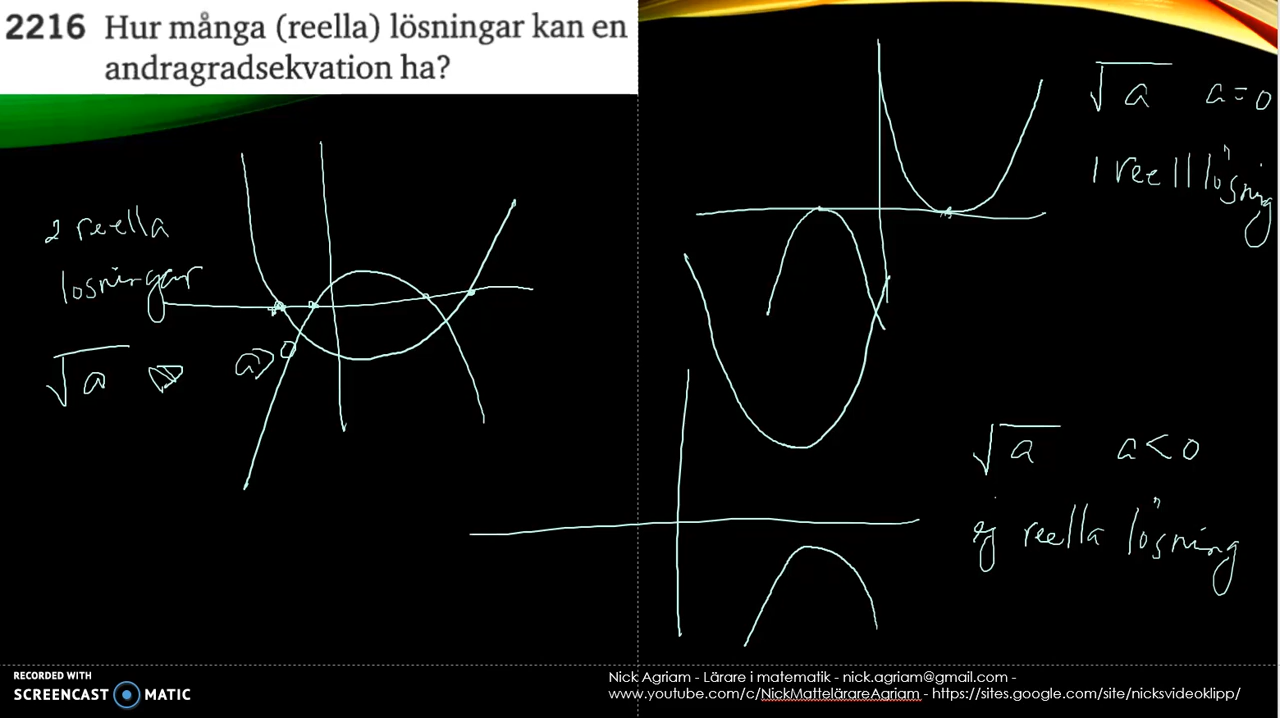 2216 Hur många (reella) lösningar kan en
andragradsekvation ha?
2 reella
lösningar
√a a>0
√a a=0
1 reell lösning
√a a<0
ej reella lösning
RECORDED WITH
SCREENCAST MATIC
Nick Agriam - Lärare i matematik - nick.agriam@gmail.com -
www.youtube.com/c/NickMattelärareAgriam - https://sites.google.com/site/nicksvideoklipp/